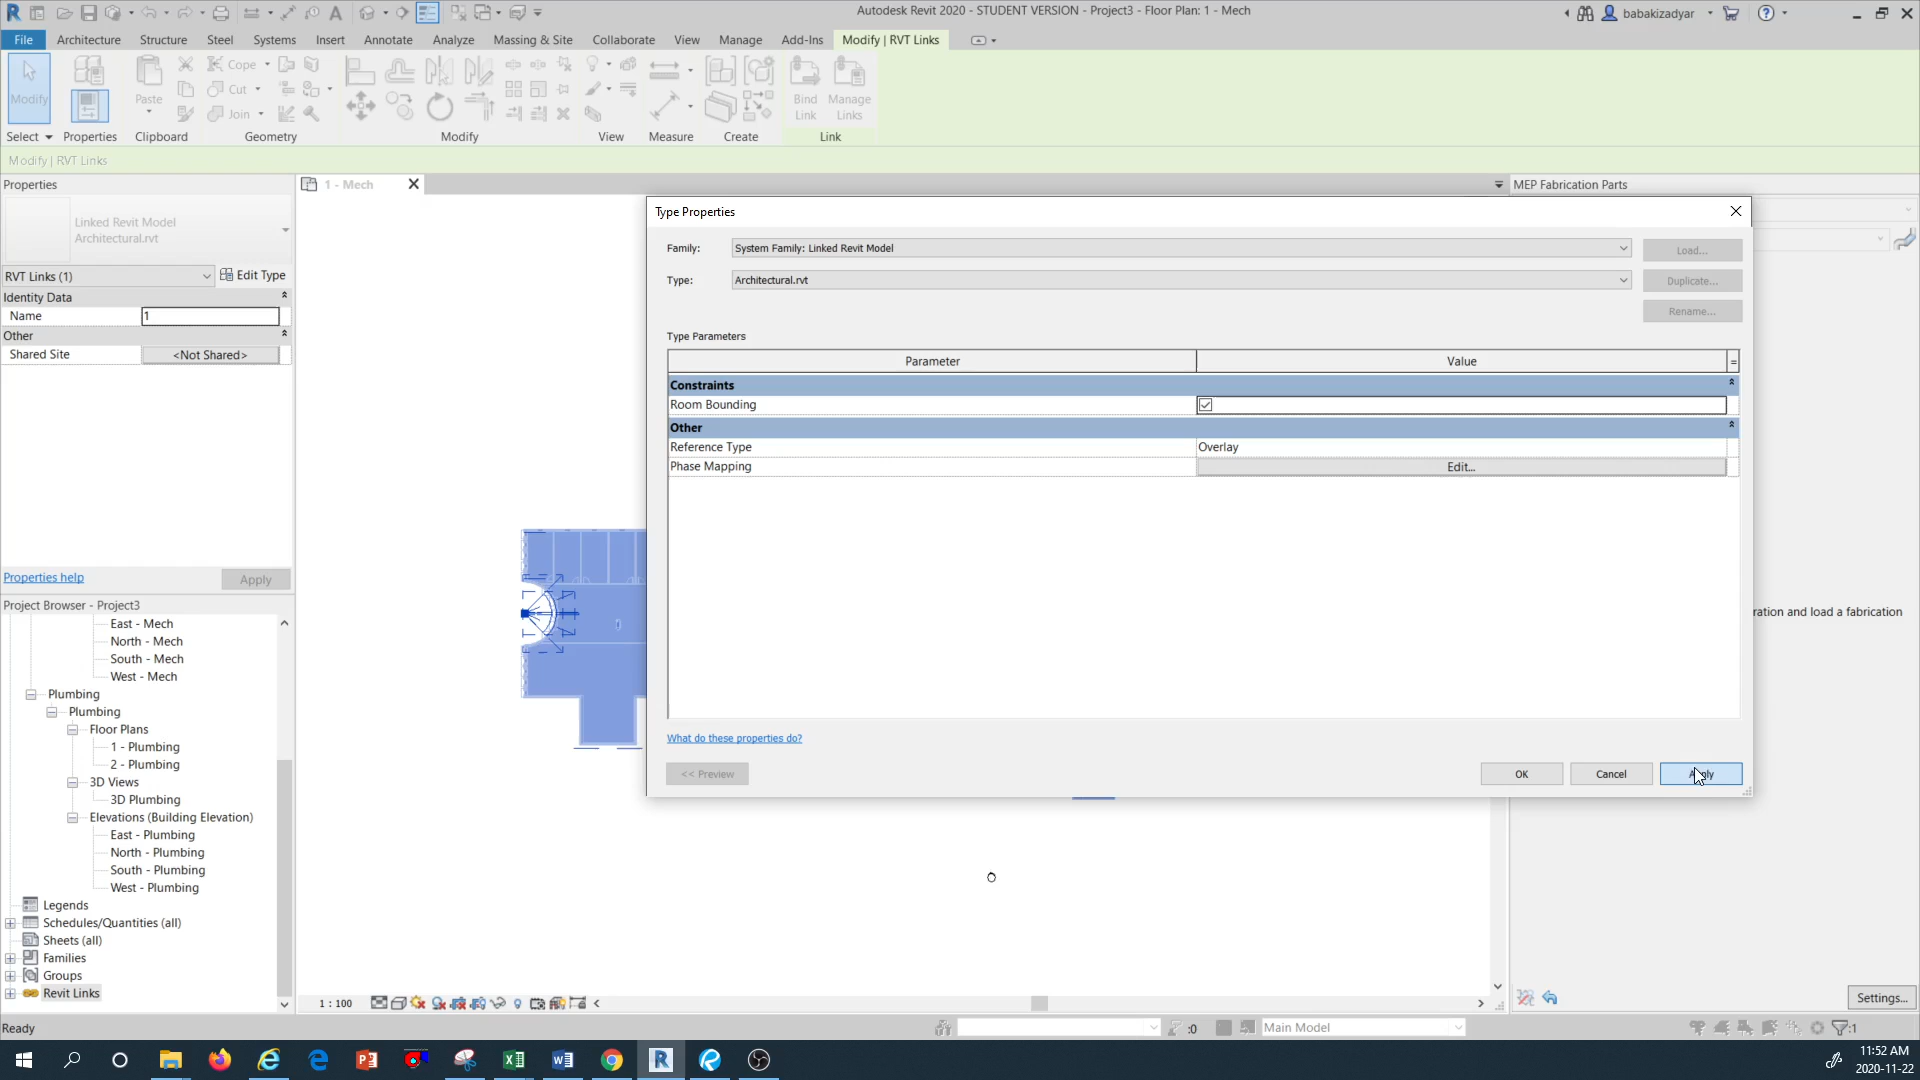 Autodesk Revit 2020 - STUDENT VERSION - Project3 - Floor Plan: 1 - Mech
babakizadyar
File Architecture Structure Steel Systems Insert Annotate Analyze Massing & Site Collaborate View Manage Add-Ins Modify | RVT Links
Modify Paste Cope Cut Join Bind Link Manage Links
Select Properties Clipboard Geometry Modify View Measure Create Link
Modify | RVT Links
Properties
1 - Mech
MEP Fabrication Parts
Linked Revit Model
Architectural.rvt
RVT Links (1) Edit Type
Identity Data
Name 1
Other
Shared Site <Not Shared>
Properties help Apply
Project Browser - Project3
East - Mech
North - Mech
South - Mech
West - Mech
Plumbing
Plumbing
Floor Plans
1 - Plumbing
2 - Plumbing
3D Views
3D Plumbing
Elevations (Building Elevation)
East - Plumbing
North - Plumbing
South - Plumbing
West - Plumbing
Legends
Schedules/Quantities (all)
Sheets (all)
Families
Groups
Revit Links
Type Properties
Family: System Family: Linked Revit Model Load...
Type: Architectural.rvt Duplicate...
Rename...
Type Parameters
Parameter Value =
Constraints
Room Bounding
Other
Reference Type Overlay
Phase Mapping Edit...
What do these properties do?
<< Preview OK Cancel Apply
ration and load a fabrication
1 : 100
Settings...
Ready
:0 Main Model :1
11:52 AM
2020-11-22